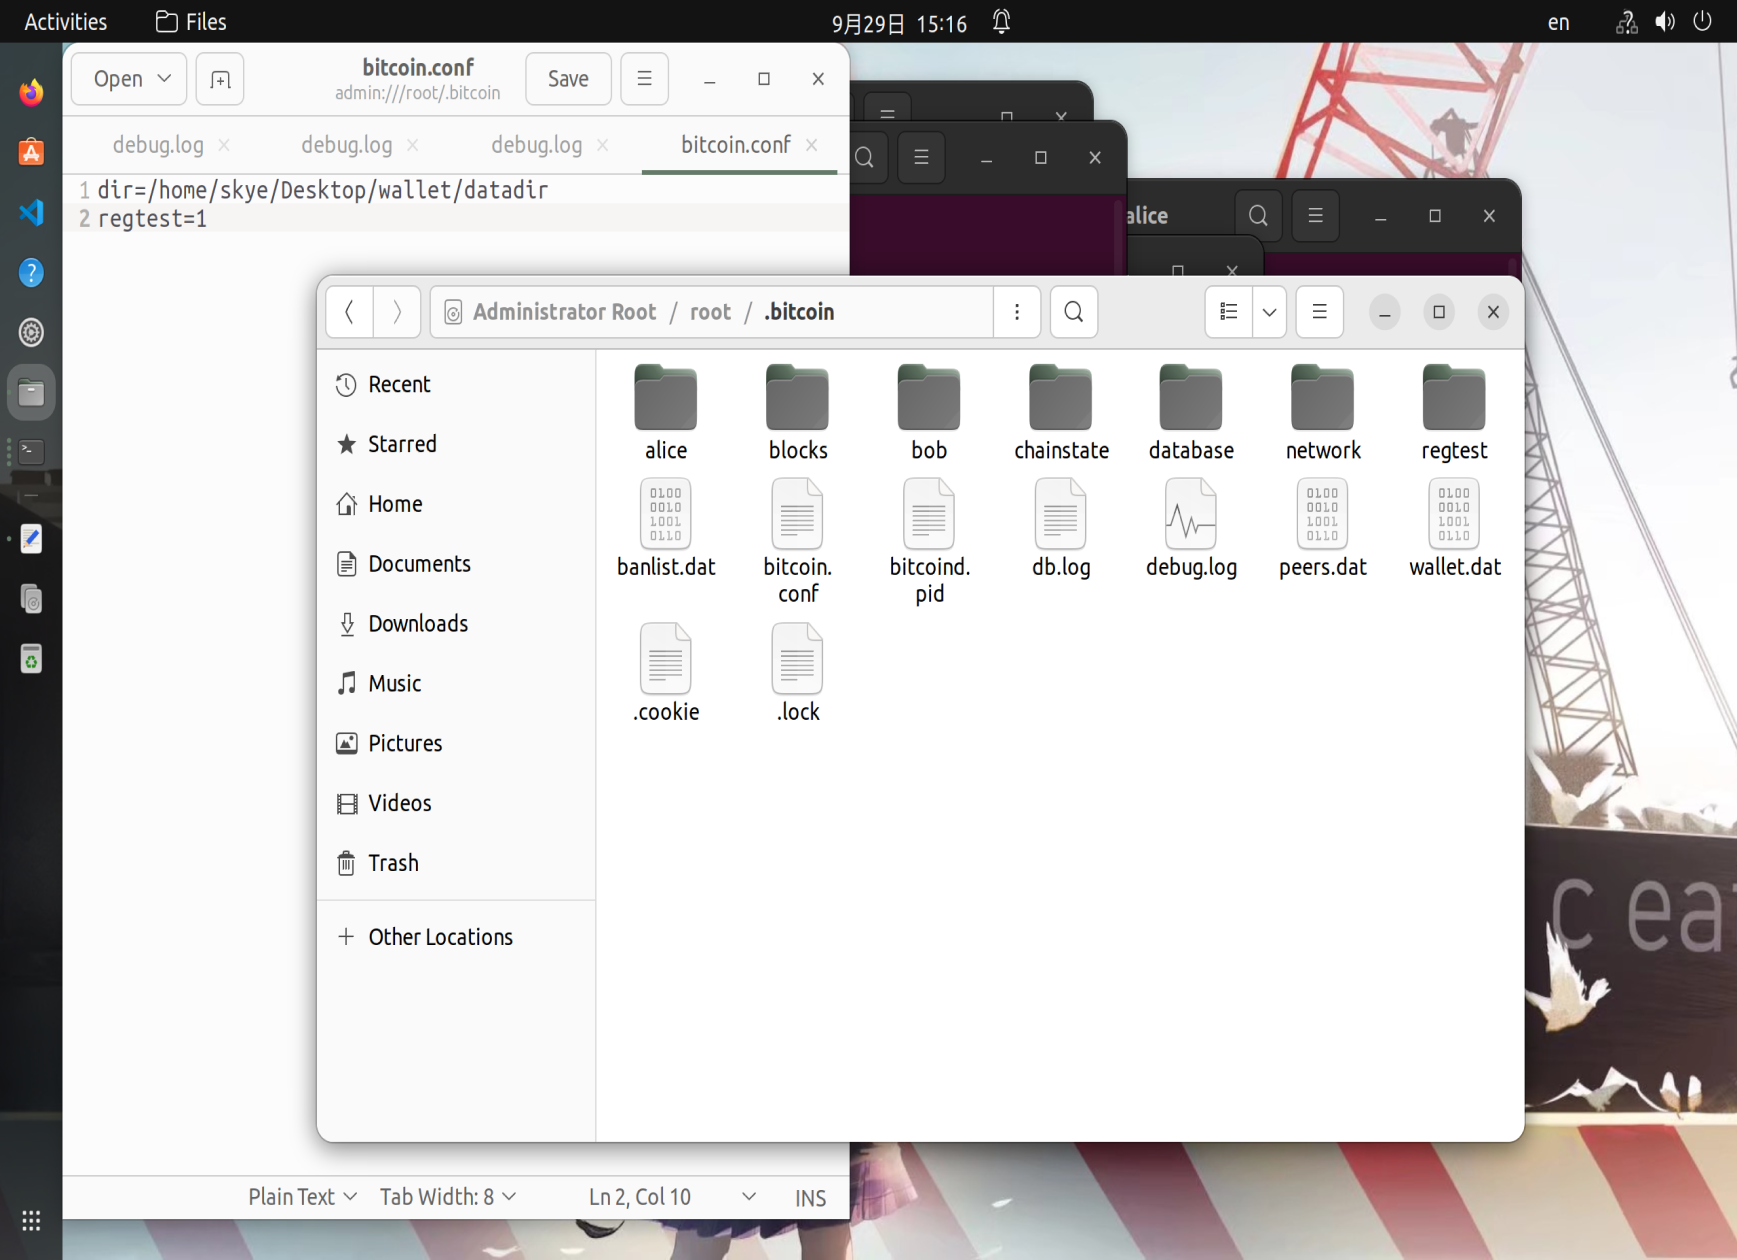 Activities
Files
9月29日 15:16
en
Open
bitcoin.conf
admin:///root/.bitcoin
Save
debug.log
debug.log
debug.log
bitcoin.conf
1 dir=/home/skye/Desktop/wallet/datadir
2 regtest=1
alice
Administrator Root / root / .bitcoin
Recent
Starred
Home
Documents
Downloads
Music
Pictures
Videos
Trash
Other Locations
alice
blocks
bob
chainstate
database
network
regtest
banlist.dat
bitcoin.
conf
bitcoind.
pid
db.log
debug.log
peers.dat
wallet.dat
.cookie
.lock
Plain Text
Tab Width: 8
Ln 2, Col 10
INS